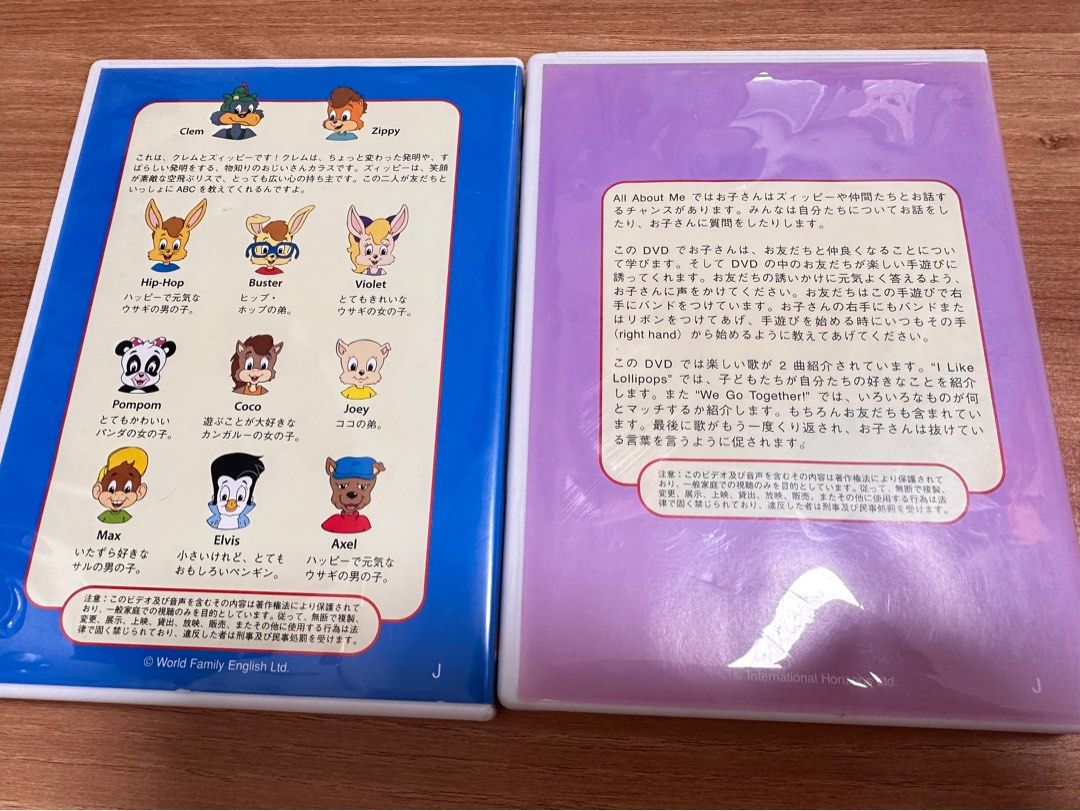 Clem
Zippy
これは、クレムとズィッピーです！クレムは、ちょっと変わった発明や、す
ばらしい発明をする、物知りのおじいさんカラスです。ズィッピーは、笑顔
が素敵な空飛ぶリスで、とっても広い心の持ち主です。この二人が友だちと
いっしょに ABC を教えてくれるんですよ。
Hip-Hop
ハッピーで元気な
ウサギの男の子。
Buster
ヒップ・
ホップの弟。
Violet
とてもきれいな
ウサギの女の子。
Pompom
とてもかわいい
パンダの女の子。
Coco
遊ぶことが大好きな
カンガルーの女の子。
Joey
ココの弟。
Max
いたずら好きな
サルの男の子。
Elvis
小さいけれど、とても
おもしろいペンギン。
Axel
ハッピーで元気な
ウサギの男の子。
注意：このビデオ及び音声を含むその内容は著作権法により保護されて
おり、一般家庭での視聴のみを目的としています。従って、無断で複製、
変更、展示、上映、貸出、放映、販売、またその他に使用する行為は法
律で固く禁じられており、違反した者は刑事及び民事処罰を受けます。
© World Family English Ltd.
J
All About Me ではお子さんはズィッピーや仲間たちとお話す
るチャンスがあります。みんなは自分たちについてお話をし
たり、お子さんに質問をしたりします。
この DVD でお子さんは、お友だちと仲良くなることについ
て学びます。そして DVD の中のお友だちが楽しい手遊びに
誘ってくれます。お友だちの誘いかけに元気よく答えるよう、
お子さんに声をかけてください。お友だちはこの手遊びで右
手にバンドをつけています。お子さんの右手にもバンドまた
はリボンをつけてあげ、手遊びを始める時にいつもその手
（right hand）から始めるように教えてあげてください。
この DVD では楽しい歌が 2 曲紹介されています。“I Like
Lollipops” では、子どもたちが自分たちの好きなことを紹介
します。また “We Go Together!” では、いろいろなものが何
とマッチするか紹介します。もちろんお友だちも含まれてい
ます。最後に歌がもう一度くり返され、お子さんは抜けてい
る言葉を言うように促されます。
注意：このビデオ及び音声を含むその内容は著作権法により保護されて
おり、一般家庭での視聴のみを目的としています。従って、無断で複製、
変更、展示、上映、貸出、放映、販売、またその他に使用する行為は法
律で固く禁じられており、違反した者は刑事及び民事処罰を受けます。
© International Horizons Ltd.
J